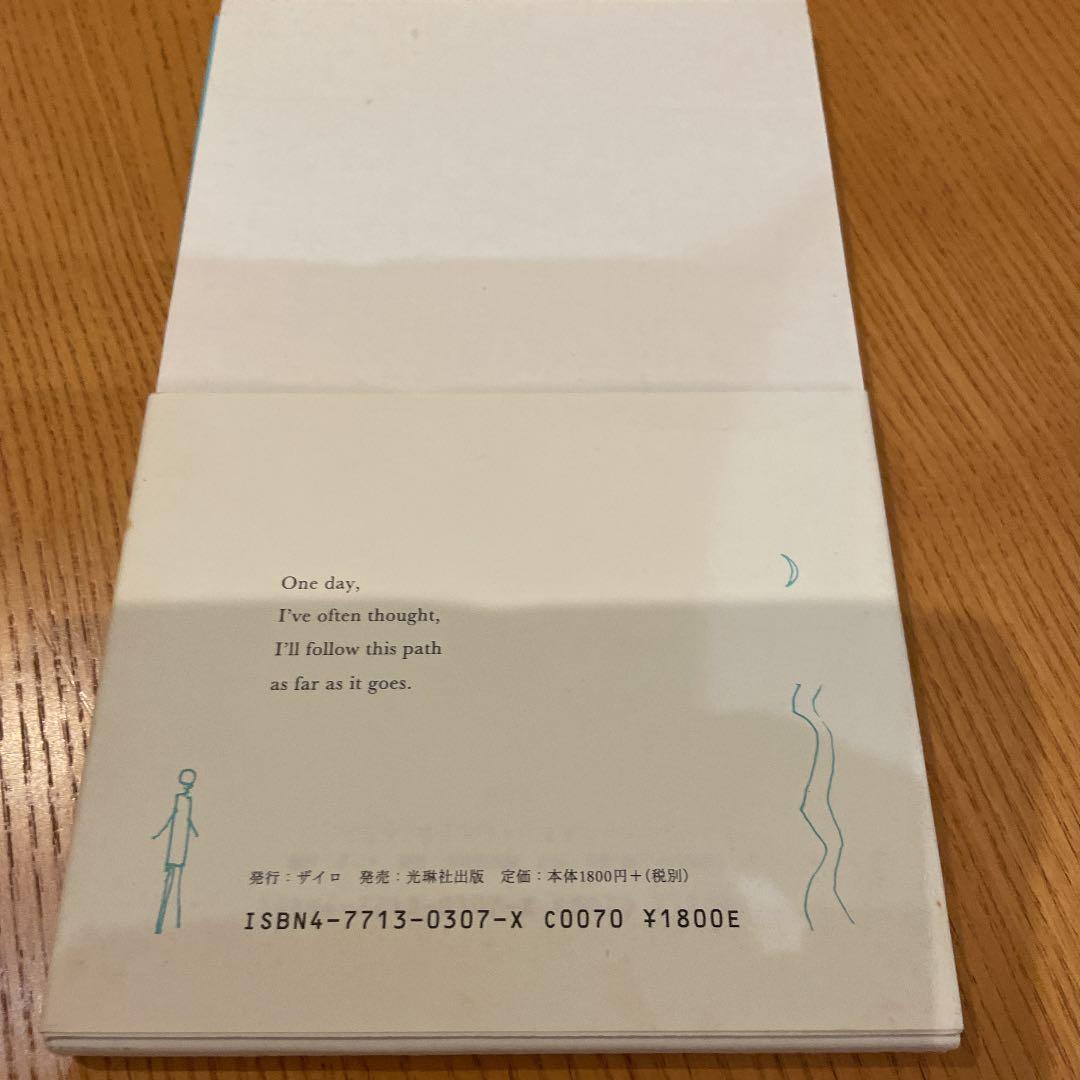 One day,
I've often thought,
I'll follow this path
as far as it goes.
発行：ザイロ　発売：光琳社出版　定価：本体1800円＋(税別)
ISBN4-7713-0307-X C0070 ¥1800E